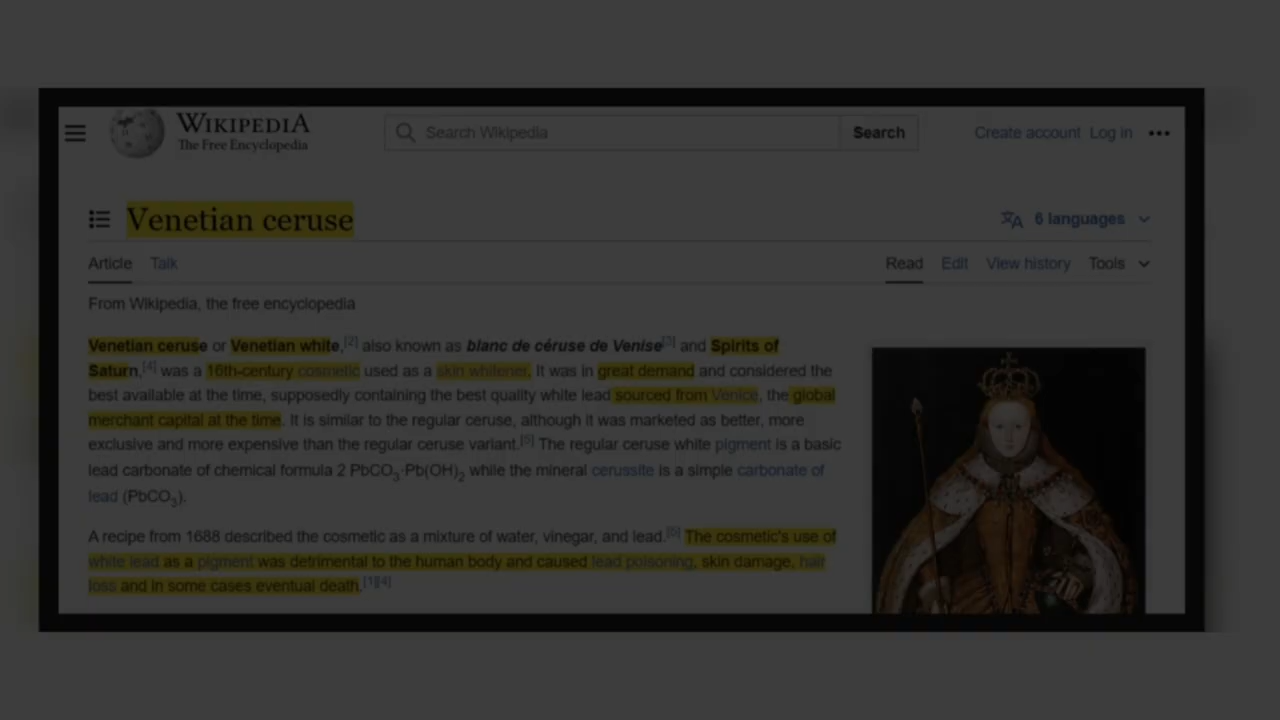 WIKIPEDIA
The Free Encyclopedia
Search Wikipedia
Search
Create account Log in
Venetian ceruse
6 languages
Article Talk
Read Edit View history Tools
From Wikipedia, the free encyclopedia
Venetian ceruse or Venetian white,[2] also known as blanc de céruse de Venise[3] and Spirits of
Saturn,[4] was a 16th-century cosmetic used as a skin whitener. It was in great demand and considered the
best available at the time, supposedly containing the best quality white lead sourced from Venice, the global
merchant capital at the time. It is similar to the regular ceruse, although it was marketed as better, more
exclusive and more expensive than the regular ceruse variant.[5] The regular ceruse white pigment is a basic
lead carbonate of chemical formula 2 PbCO3·Pb(OH)2 while the mineral cerussite is a simple carbonate of
lead (PbCO3).
A recipe from 1688 described the cosmetic as a mixture of water, vinegar, and lead.[5] The cosmetic's use of
white lead as a pigment was detrimental to the human body and caused lead poisoning, skin damage, hair
loss and in some cases eventual death.[1][4]